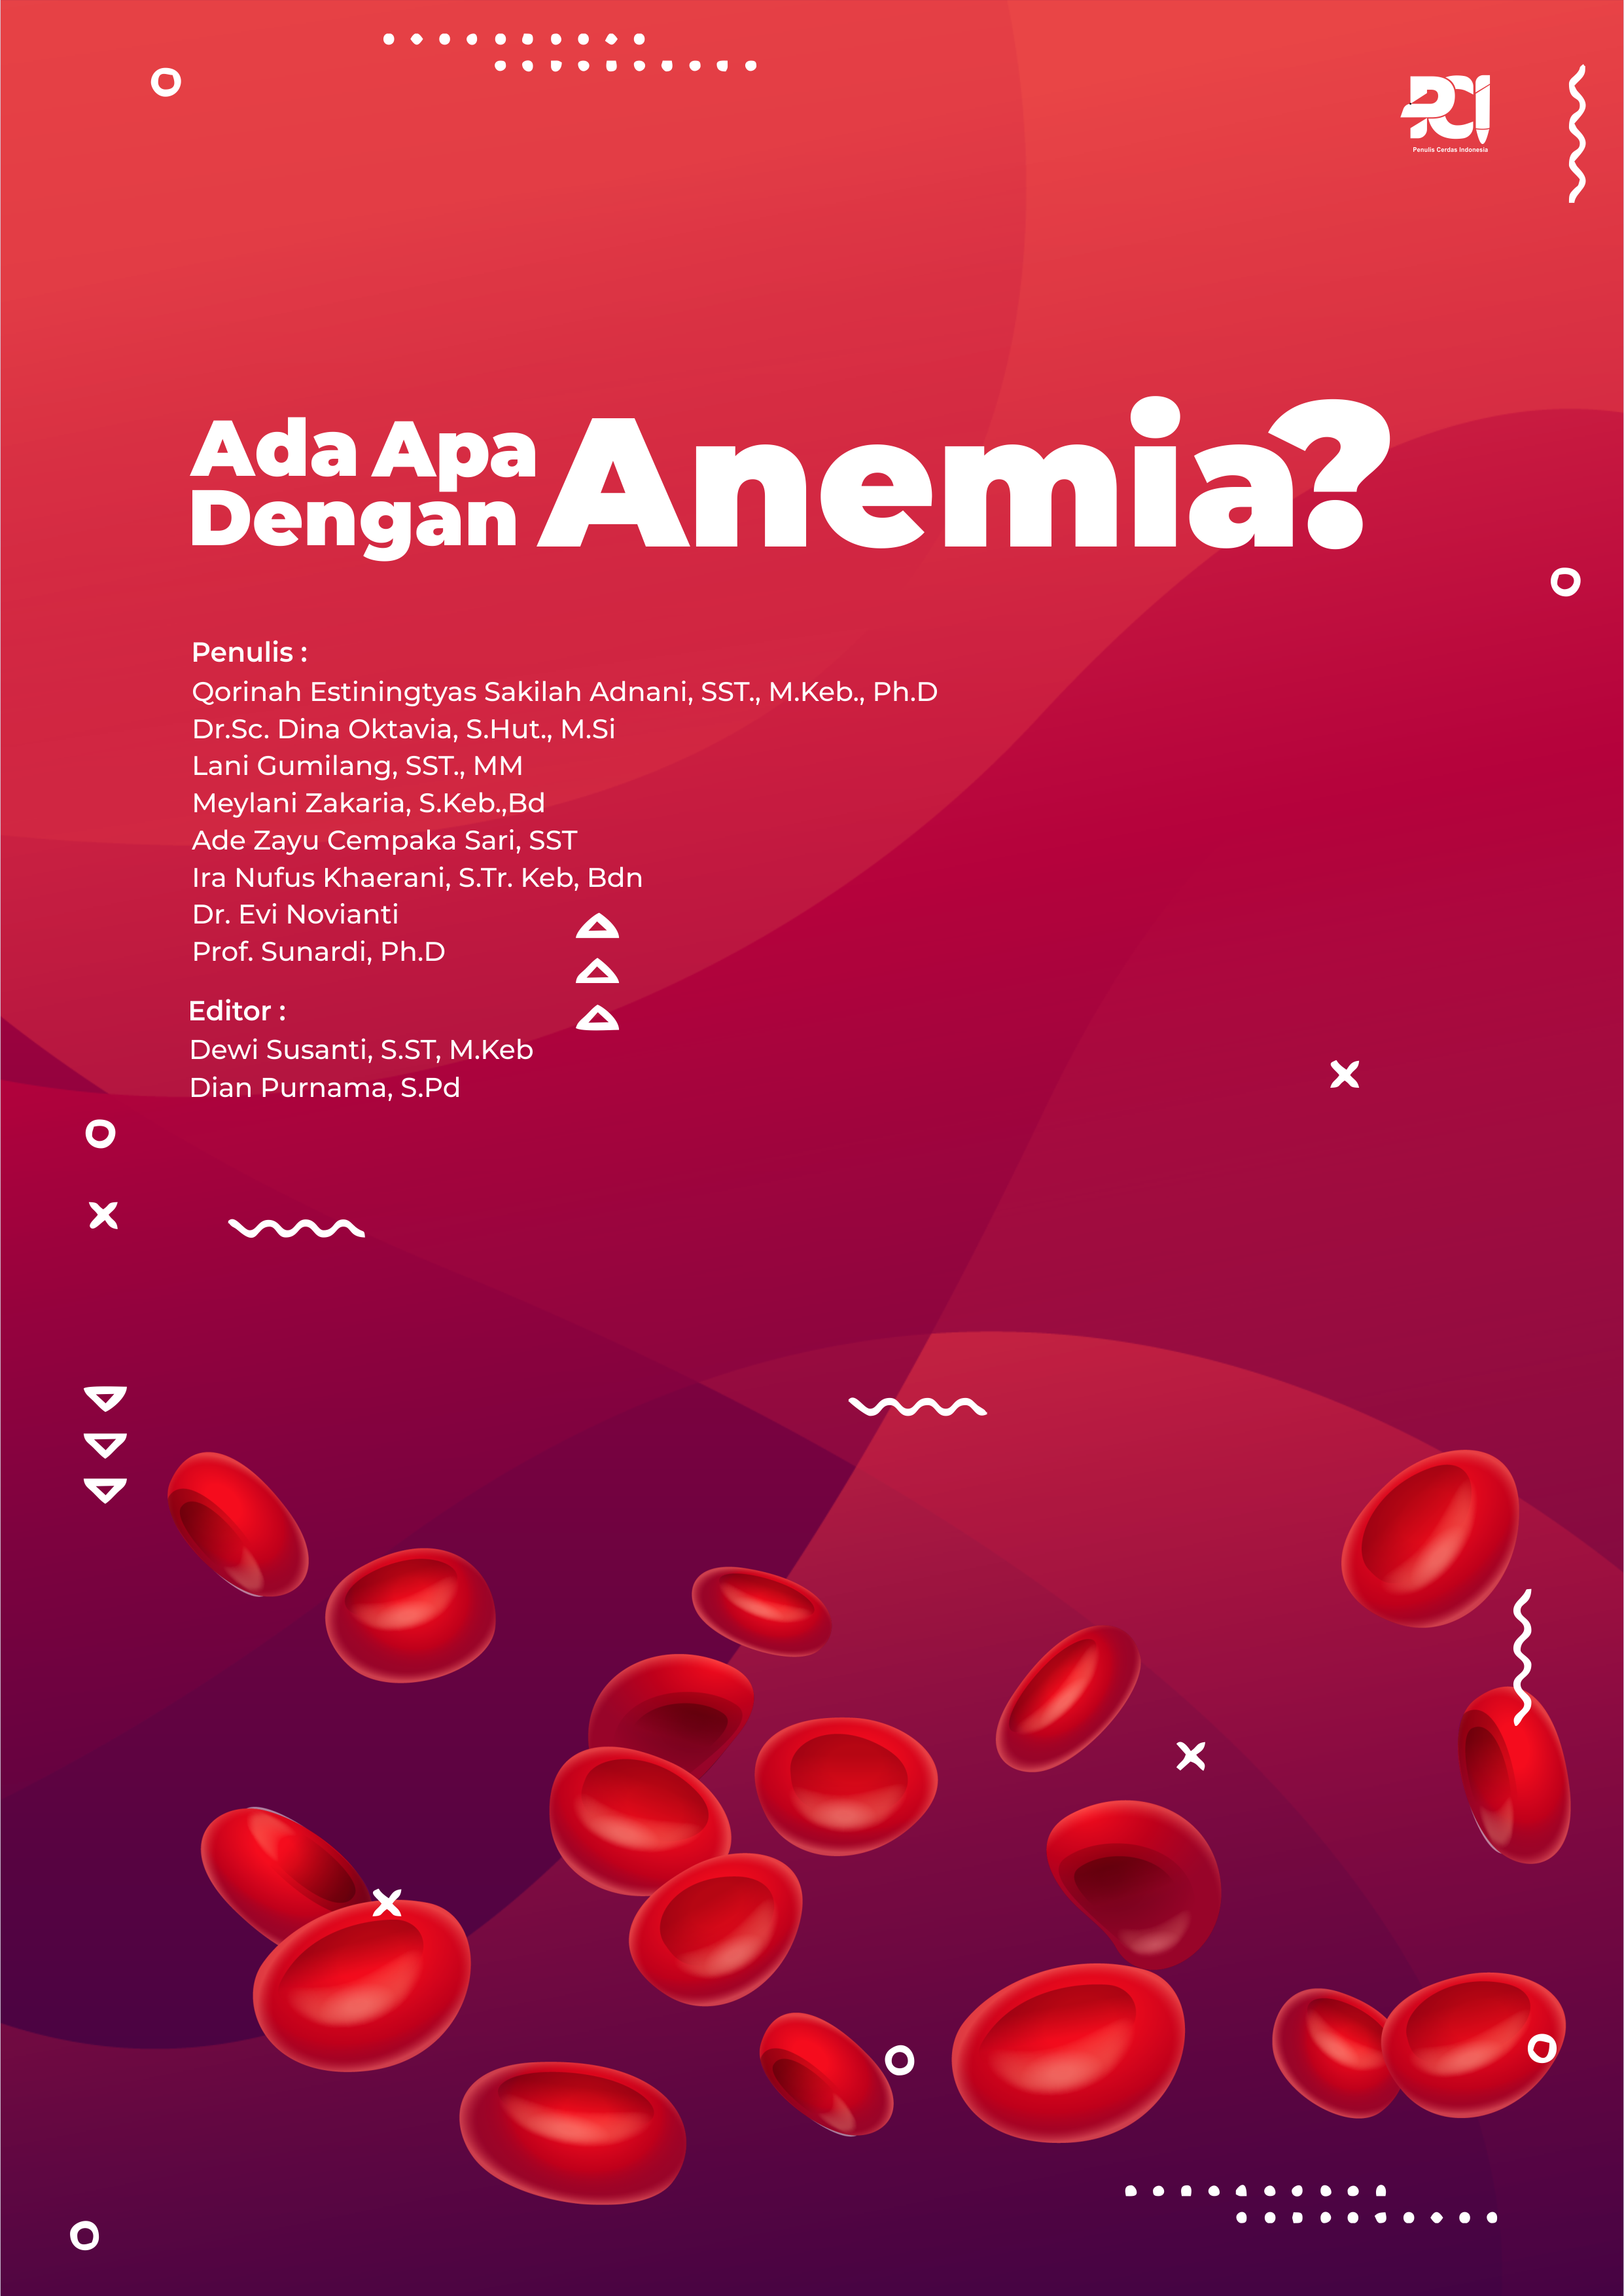 PCI
Penulis Cerdas Indonesia
Ada Apa
Dengan Anemia?
Penulis :
Qorinah Estiningtyas Sakilah Adnani, SST., M.Keb., Ph.D
Dr.Sc. Dina Oktavia, S.Hut., M.Si
Lani Gumilang, SST., MM
Meylani Zakaria, S.Keb.,Bd
Ade Zayu Cempaka Sari, SST
Ira Nufus Khaerani, S.Tr. Keb, Bdn
Dr. Evi Novianti
Prof. Sunardi, Ph.D
Editor :
Dewi Susanti, S.ST, M.Keb
Dian Purnama, S.Pd